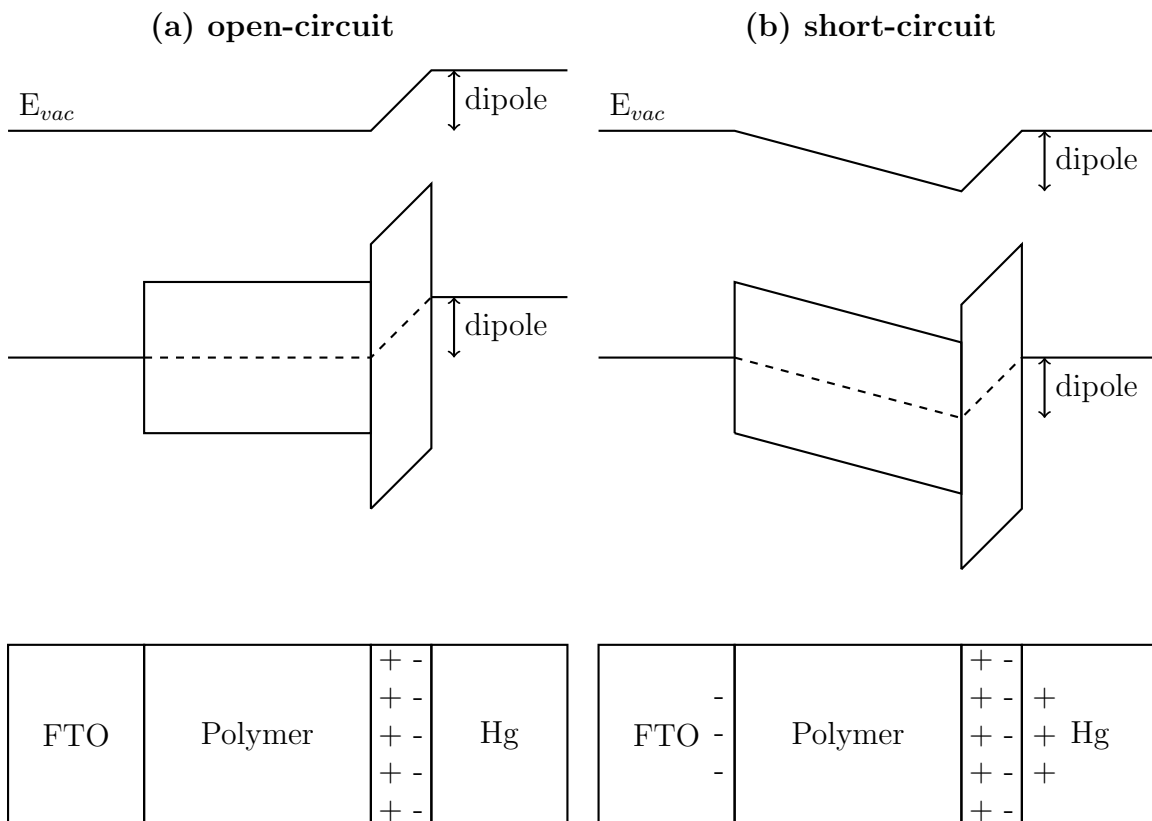 (a) open-circuit
(b) short-circuit
E_vac
dipole
dipole
E_vac
dipole
dipole
+ -
+ -
+ -
+ -
+ -
FTO
Polymer
Hg
+ -
+ -
+ -
+ -
+ -
-
-
-
+
+
+
FTO
Polymer
Hg